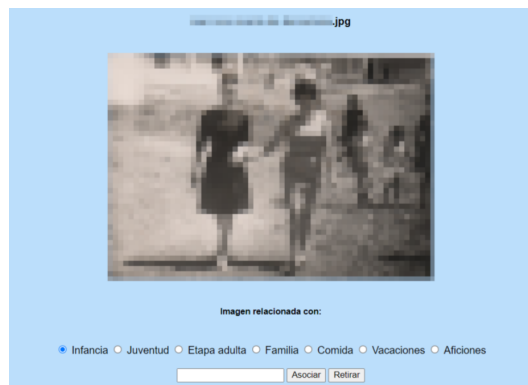 .jpg
Imagen relacionada con:
Infancia Juventud Etapa adulta Familia Comida Vacaciones Aficiones
Asociar Retirar